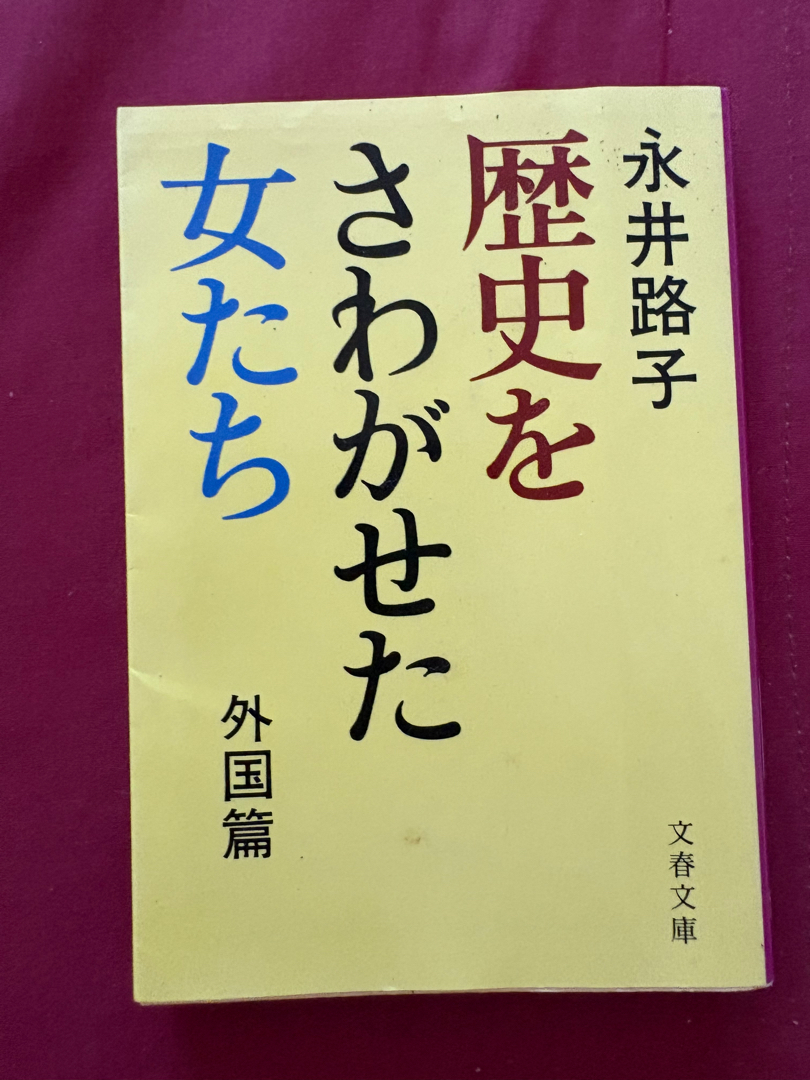 永井路子
歴史を
さわがせた
女たち
外国篇
文春文庫